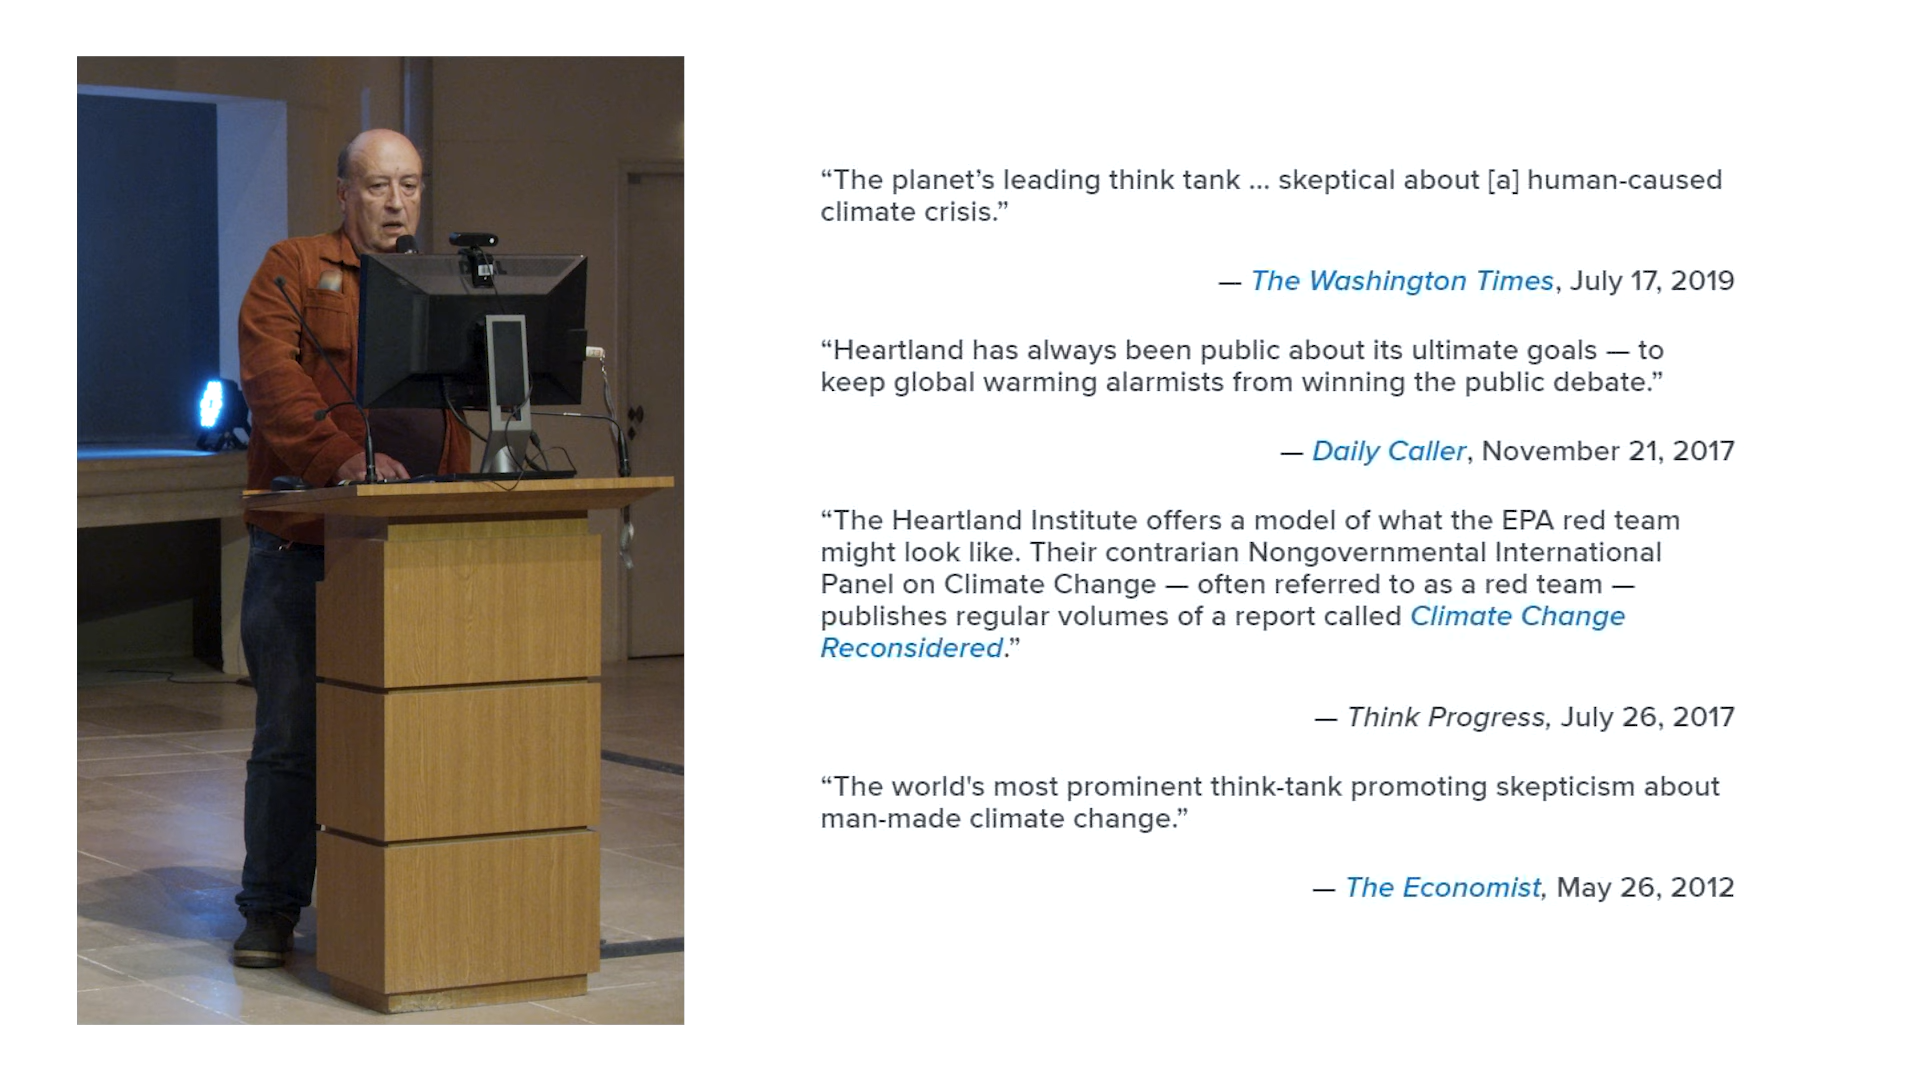 “The planet’s leading think tank ... skeptical about [a] human-caused
climate crisis.”
— The Washington Times, July 17, 2019
“Heartland has always been public about its ultimate goals — to
keep global warming alarmists from winning the public debate.”
— Daily Caller, November 21, 2017
“The Heartland Institute offers a model of what the EPA red team
might look like. Their contrarian Nongovernmental International
Panel on Climate Change — often referred to as a red team —
publishes regular volumes of a report called Climate Change
Reconsidered.”
— Think Progress, July 26, 2017
“The world's most prominent think-tank promoting skepticism about
man-made climate change.”
— The Economist, May 26, 2012